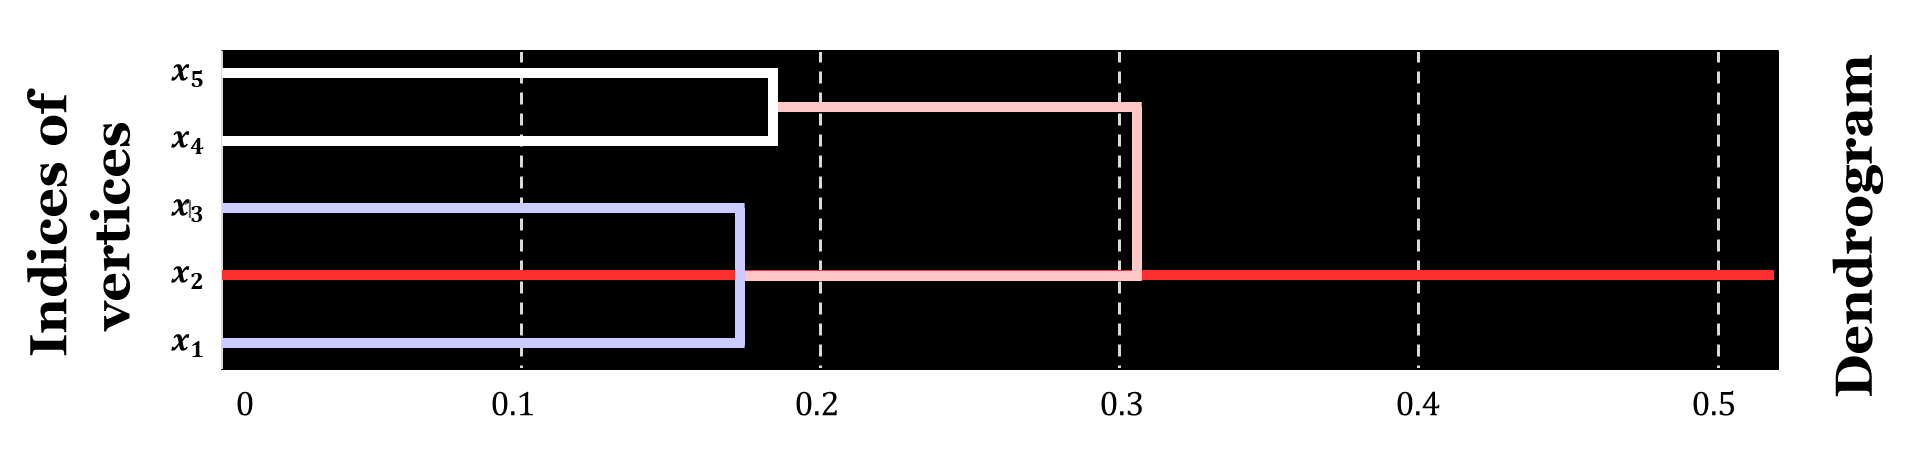 Indices of
vertices
x₅
x₄
x₃
x₂
x₁
0 0.1 0.2 0.3 0.4 0.5
Dendrogram